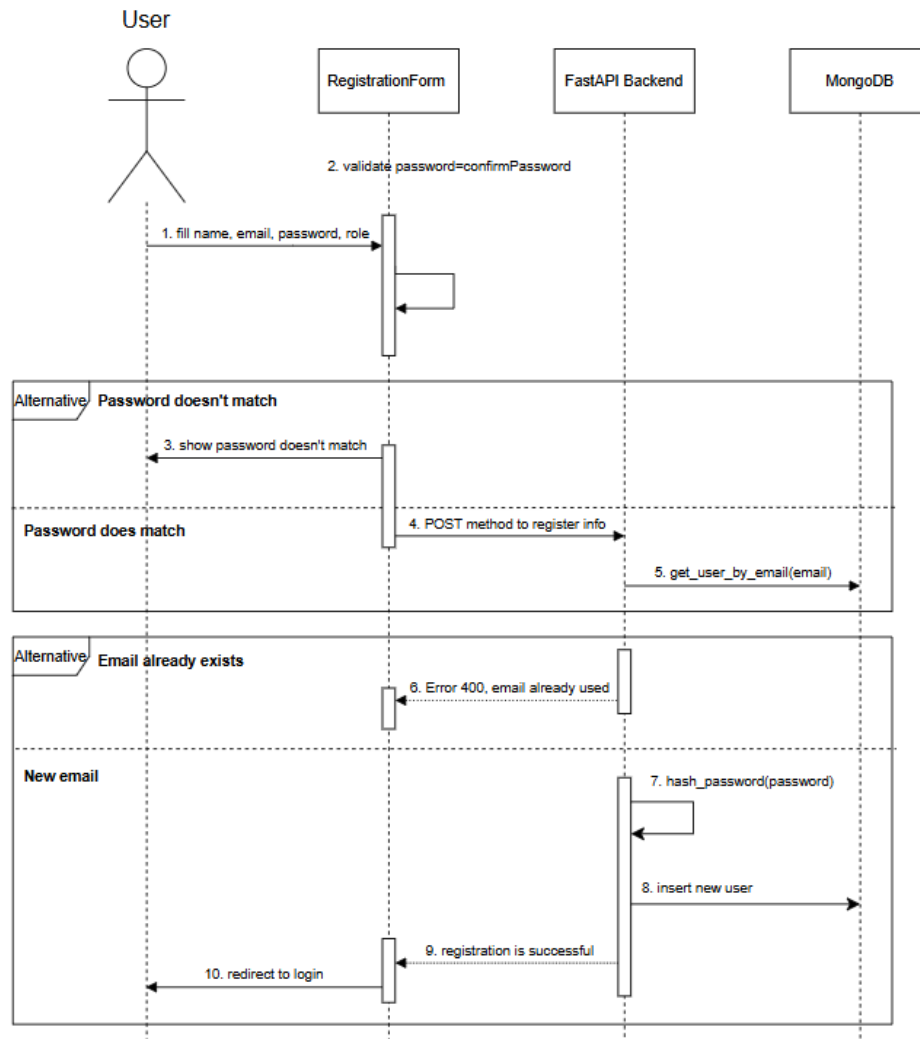 User
RegistrationForm
FastAPI Backend
MongoDB
2. validate password=confirmPassword
1. fill name, email, password, role
Alternative
Password doesn't match
3. show password doesn't match
4. POST method to register info
Password does match
5. get_user_by_email(email)
Alternative
Email already exists
6. Error 400, email already used
New email
7. hash_password(password)
8. insert new user
9. registration is successful
10. redirect to login